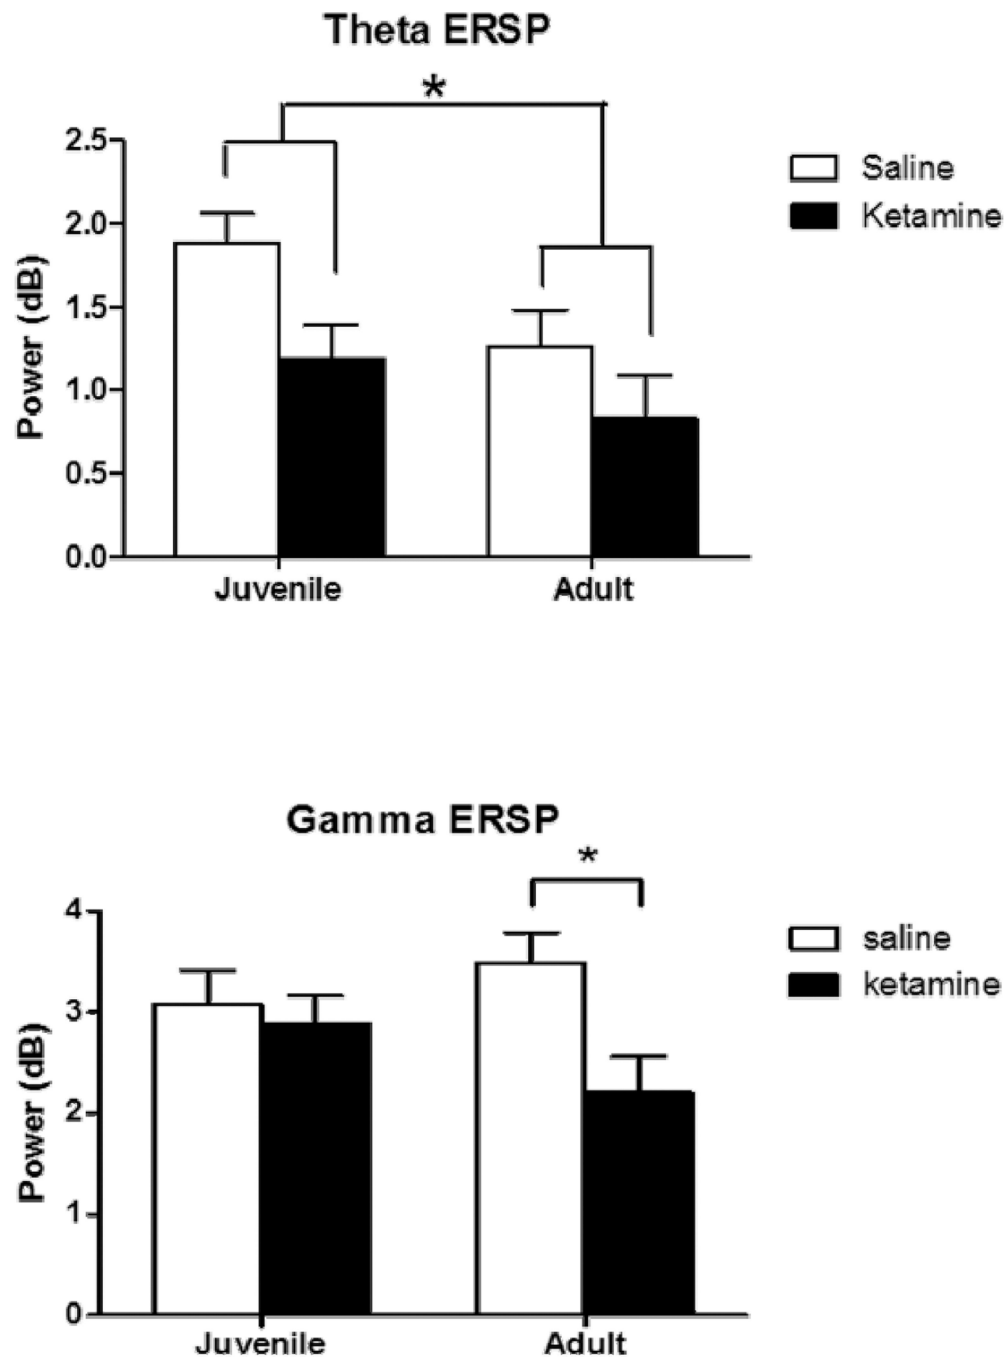 Theta ERSP
*
2.5
2.0
1.5
1.0
0.5
0.0
Power (dB)
Juvenile Adult
Saline
Ketamine
Gamma ERSP
*
4
3
2
1
0
Power (dB)
Juvenile Adult
saline
ketamine